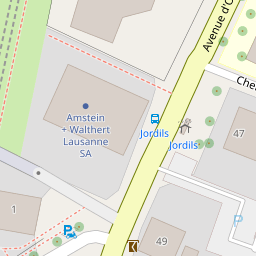 Avenue d'O
Che
Amstein
+ Walthert
Lausanne
SA
Jordils
Jordils
47
P
1
49